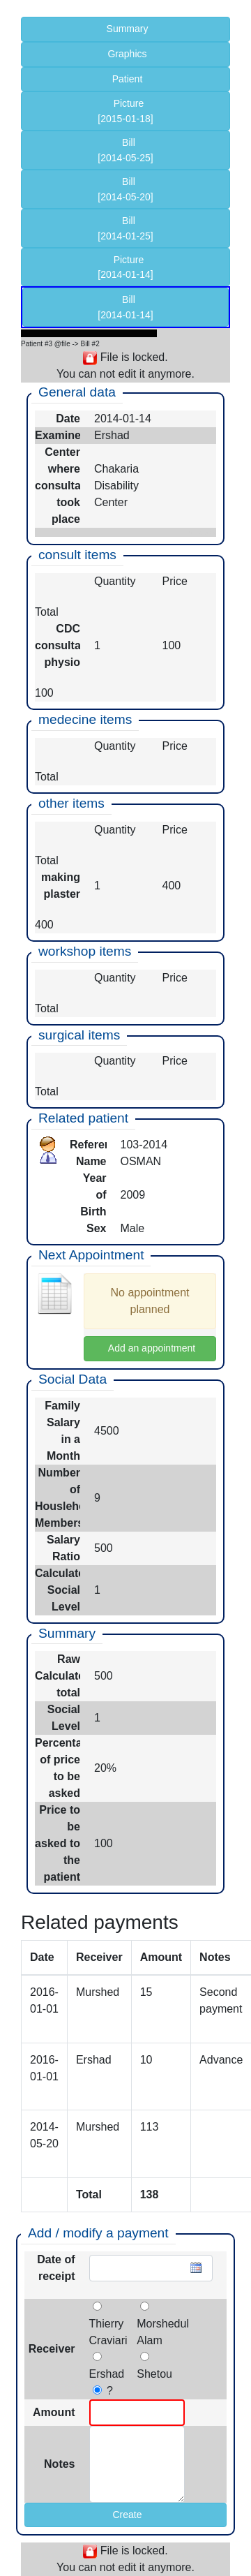 Summary
Graphics
Patient
Picture
[2015-01-18]
Bill
[2014-05-25]
Bill
[2014-05-20]
Bill
[2014-01-25]
Picture
[2014-01-14]
Bill
[2014-01-14]
Patient #3 @file -> Bill #2
File is locked.
You can not edit it anymore.
General data
Date 2014-01-14
Examine Ershad
Center
where Chakaria
consulta Disability
took Center
place
consult items
Quantity Price
Total
CDC
consulta 1 100
physio
100
medecine items
Quantity Price
Total
other items
Quantity Price
Total
making 1 400
plaster
400
workshop items
Quantity Price
Total
surgical items
Quantity Price
Total
Related patient
Referen 103-2014
Name OSMAN
Year
of 2009
Birth
Sex Male
Next Appointment
No appointment
planned
Add an appointment
Social Data
Family
Salary 4500
in a
Month
Number
of 9
Housleho
Members
Salary 500
Ratio
Calculate
Social 1
Level
Summary
Raw
Calculate 500
total
Social 1
Level
Percenta
of price 20%
to be
asked
Price to
be
asked to 100
the
patient
Related payments
Date Receiver Amount Notes
2016- Murshed 15 Second
01-01 payment
2016- Ershad 10 Advance
01-01
2014- Murshed 113
05-20
Total 138
Add / modify a payment
Date of
receipt
Thierry Morshedul
Craviari Alam
Receiver
Ershad Shetou
?
Amount
Notes
Create
File is locked.
You can not edit it anymore.